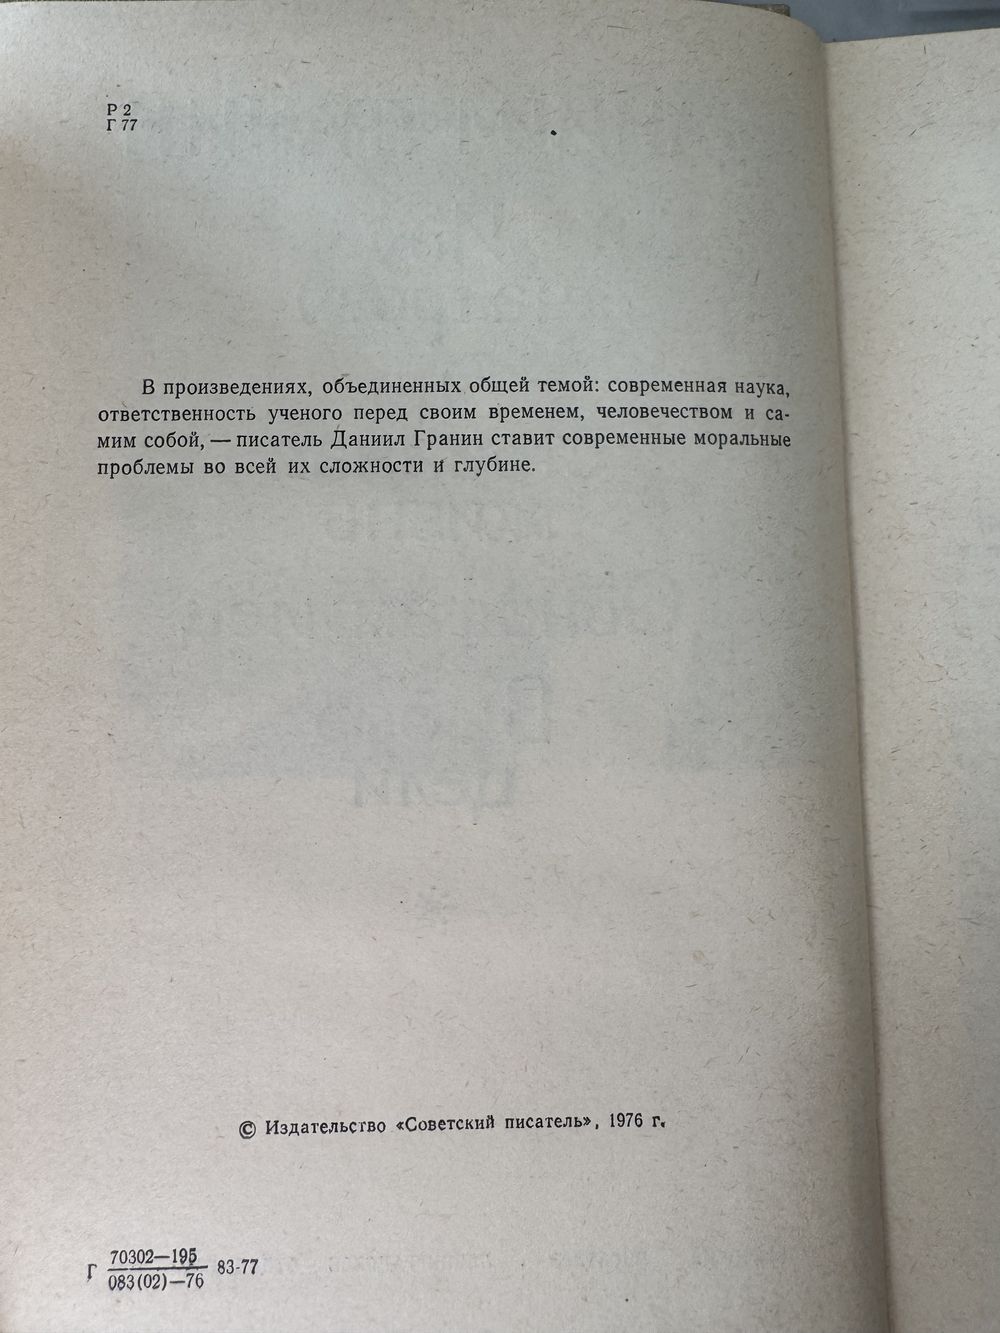 Р 2
Г 77
В произведениях, объединенных общей темой: современная наука,
ответственность ученого перед своим временем, человечеством и са-
мим собой, — писатель Даниил Гранин ставит современные моральные
проблемы во всей их сложности и глубине.
© Издательство «Советский писатель», 1976 г.
Г 70302—195 83-77
083(02)—76